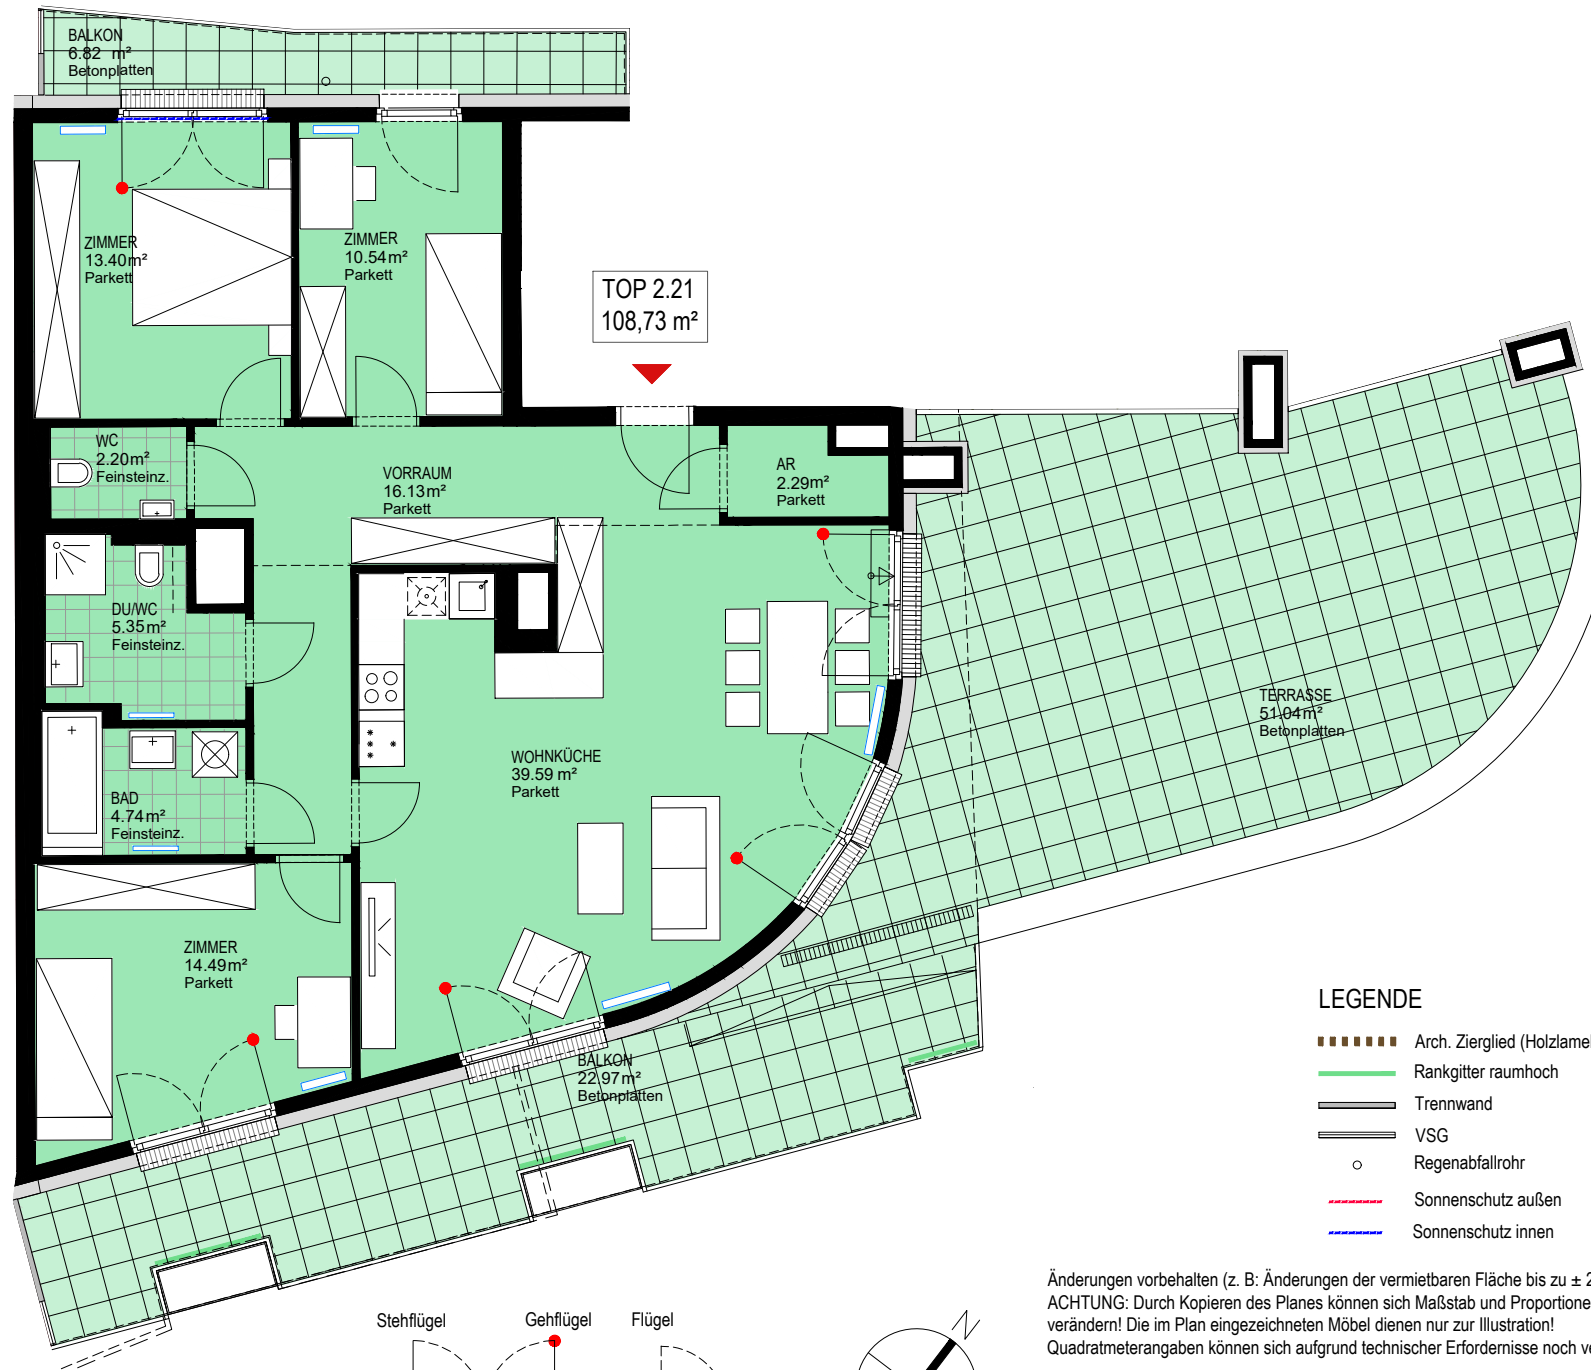 BALKON
6.82 m²
Betonplatten
ZIMMER
13.40m²
Parkett
ZIMMER
10.54m²
Parkett
TOP 2.21
108,73 m²
WC
2.20m²
Feinsteinz.
VORRAUM
16.13m²
Parkett
AR
2.29m²
Parkett
DU/WC
5.35m²
Feinsteinz.
TERRASSE
51.04m²
Betonplatten
WOHNKÜCHE
39.59 m²
Parkett
BAD
4.74m²
Feinsteinz.
ZIMMER
14.49m²
Parkett
BALKON
22.97m²
Betonplatten
LEGENDE
Arch. Zierglied (Holzlamel
Rankgitter raumhoch
Trennwand
VSG
Regenabfallrohr
Sonnenschutz außen
Sonnenschutz innen
Änderungen vorbehalten (z. B: Änderungen der vermietbaren Fläche bis zu ± 2
ACHTUNG: Durch Kopieren des Planes können sich Maßstab und Proportione
verändern! Die im Plan eingezeichneten Möbel dienen nur zur Illustration!
Quadratmeterangaben können sich aufgrund technischer Erfordernisse noch v
Stehflügel
Gehflügel
Flügel
N